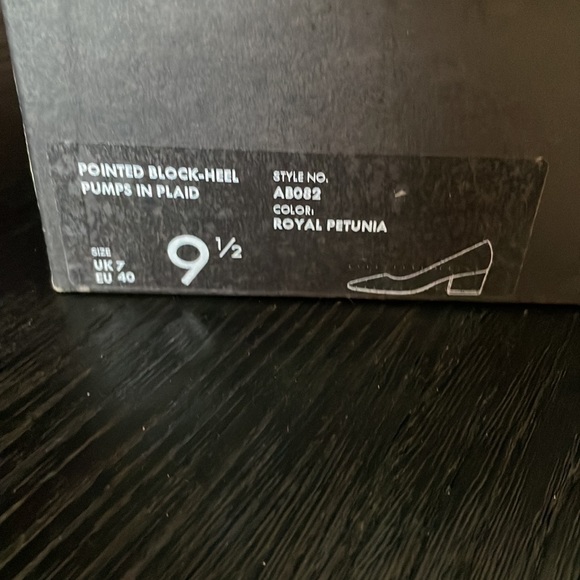 POINTED BLOCK-HEEL
PUMPS IN PLAID
STYLE NO.
AB082
COLOR:
ROYAL PETUNIA
SIZE
UK 7
EU 40
9 1/2